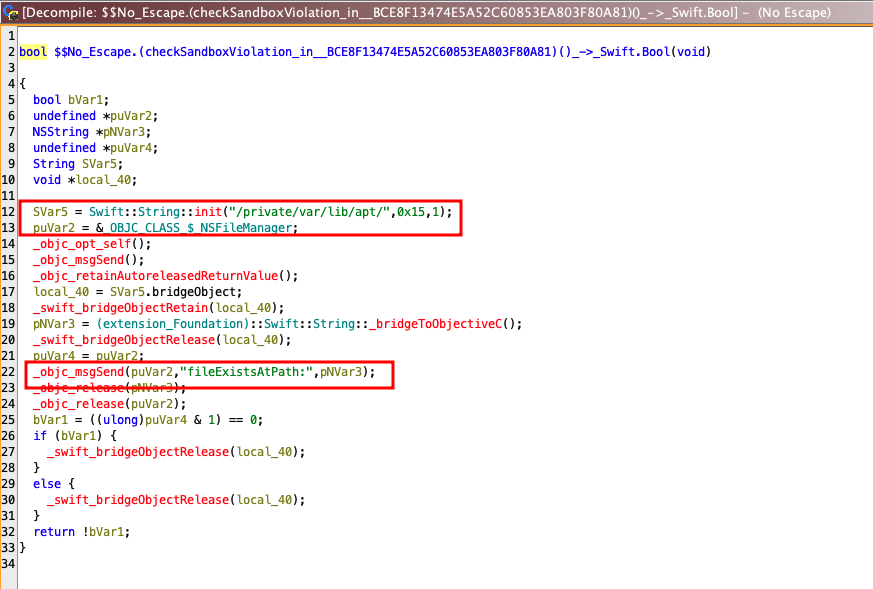 [Decompile: $$No_Escape.(checkSandboxViolation_in__BCE8F13474E5A52C60853EA803F80A81)()_->_Swift.Bool] – (No Escape)
1
2 bool $$No_Escape.(checkSandboxViolation_in__BCE8F13474E5A52C60853EA803F80A81)()_->_Swift.Bool(void)
3
4 {
5 bool bVar1;
6 undefined *puVar2;
7 NSString *pNVar3;
8 undefined *puVar4;
9 String SVar5;
10 void *local_40;
11
12 SVar5 = Swift::String::init("/private/var/lib/apt/",0x15,1);
13 puVar2 = &_OBJC_CLASS_$_NSFileManager;
14 _objc_opt_self();
15 _objc_msgSend();
16 _objc_retainAutoreleasedReturnValue();
17 local_40 = SVar5.bridgeObject;
18 _swift_bridgeObjectRetain(local_40);
19 pNVar3 = (extension_Foundation)::Swift::String::_bridgeToObjectiveC();
20 _swift_bridgeObjectRelease(local_40);
21 puVar4 = puVar2;
22 _objc_msgSend(puVar2,"fileExistsAtPath:",pNVar3);
23 _objc_release(pNVar3);
24 _objc_release(puVar2);
25 bVar1 = ((ulong)puVar4 & 1) == 0;
26 if (bVar1) {
27 _swift_bridgeObjectRelease(local_40);
28 }
29 else {
30 _swift_bridgeObjectRelease(local_40);
31 }
32 return !bVar1;
33 }
34